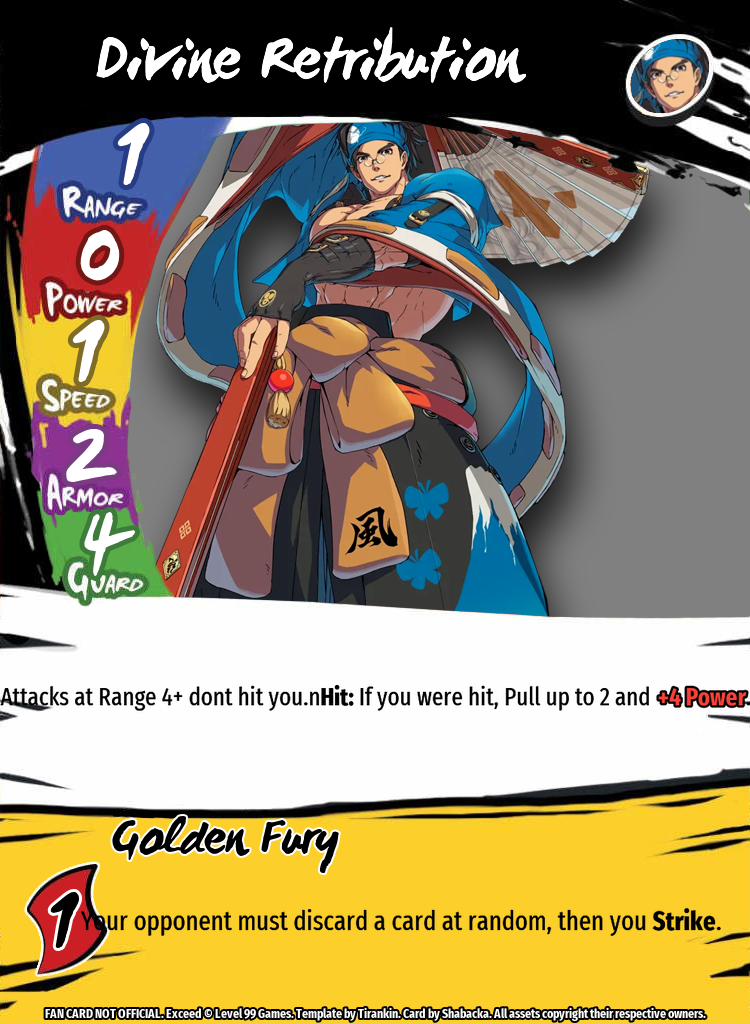 Divine Retribution
1
RANGE
0
POWER
1
SPEED
2
ARMOR
4
GUARD
風
Attacks at Range 4+ dont hit you.nHit: If you were hit, Pull up to 2 and +4 Power.
Golden Fury
1
Your opponent must discard a card at random, then you Strike.
FAN CARD NOT OFFICIAL. Exceed © Level 99 Games. Template by Tirankin. Card by Shabacka. All assets copyright their respective owners.